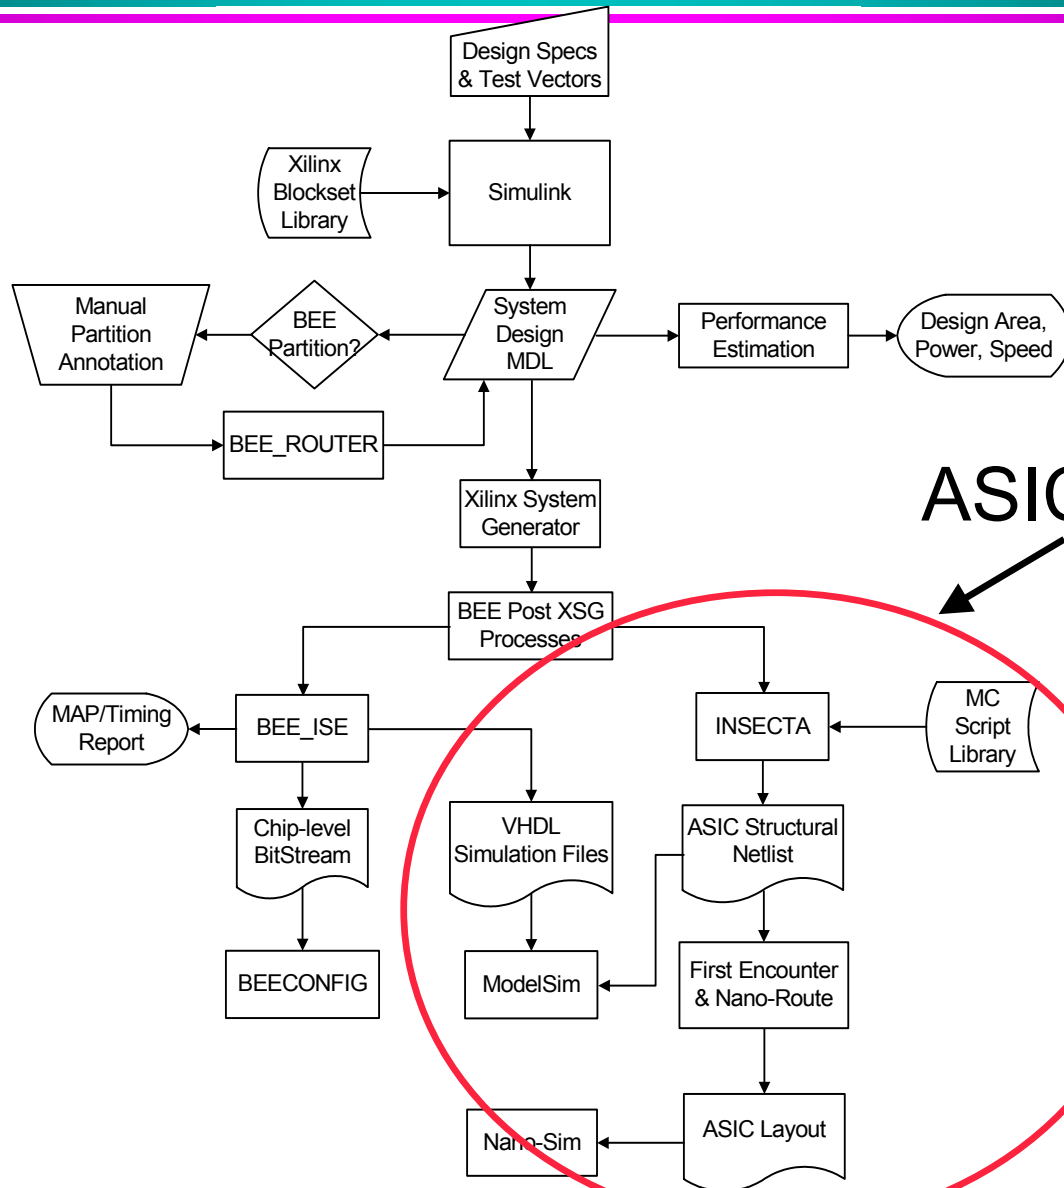 Design Specs
& Test Vectors
Xilinx
Blockset
Library
Simulink
Manual
Partition
Annotation
BEE
Partition?
System
Design
MDL
Performance
Estimation
Design Area,
Power, Speed
BEE_ROUTER
Xilinx System
Generator
ASIC
BEE Post XSG
Processes
MAP/Timing
Report
BEE_ISE
INSECTA
MC
Script
Library
Chip-level
BitStream
VHDL
Simulation Files
ASIC Structural
Netlist
BEECONFIG
ModelSim
First Encounter
& Nano-Route
Nano-Sim
ASIC Layout